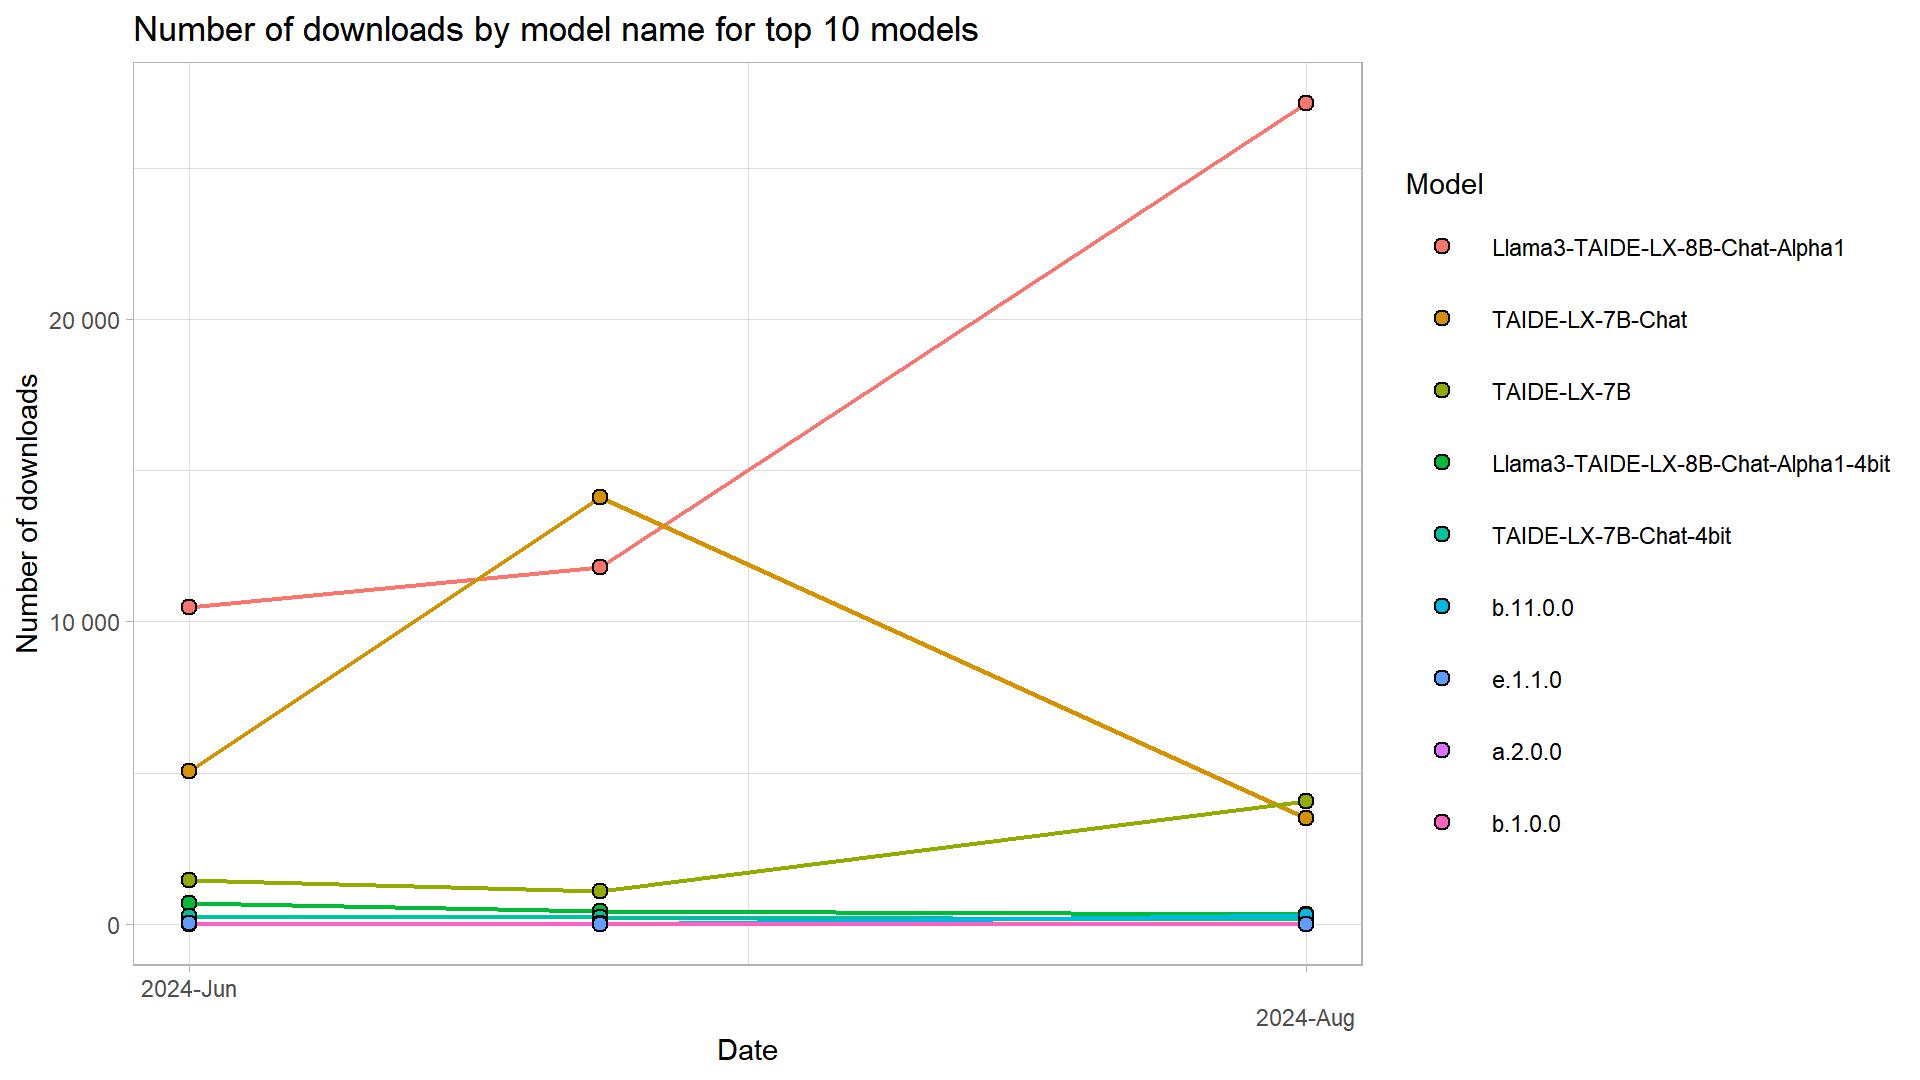 Number of downloads by model name for top 10 models
Number of downloads
20 000
10 000
0
2024-Jun
2024-Aug
Date
Model
Llama3-TAIDE-LX-8B-Chat-Alpha1
TAIDE-LX-7B-Chat
TAIDE-LX-7B
Llama3-TAIDE-LX-8B-Chat-Alpha1-4bit
TAIDE-LX-7B-Chat-4bit
b.11.0.0
e.1.1.0
a.2.0.0
b.1.0.0